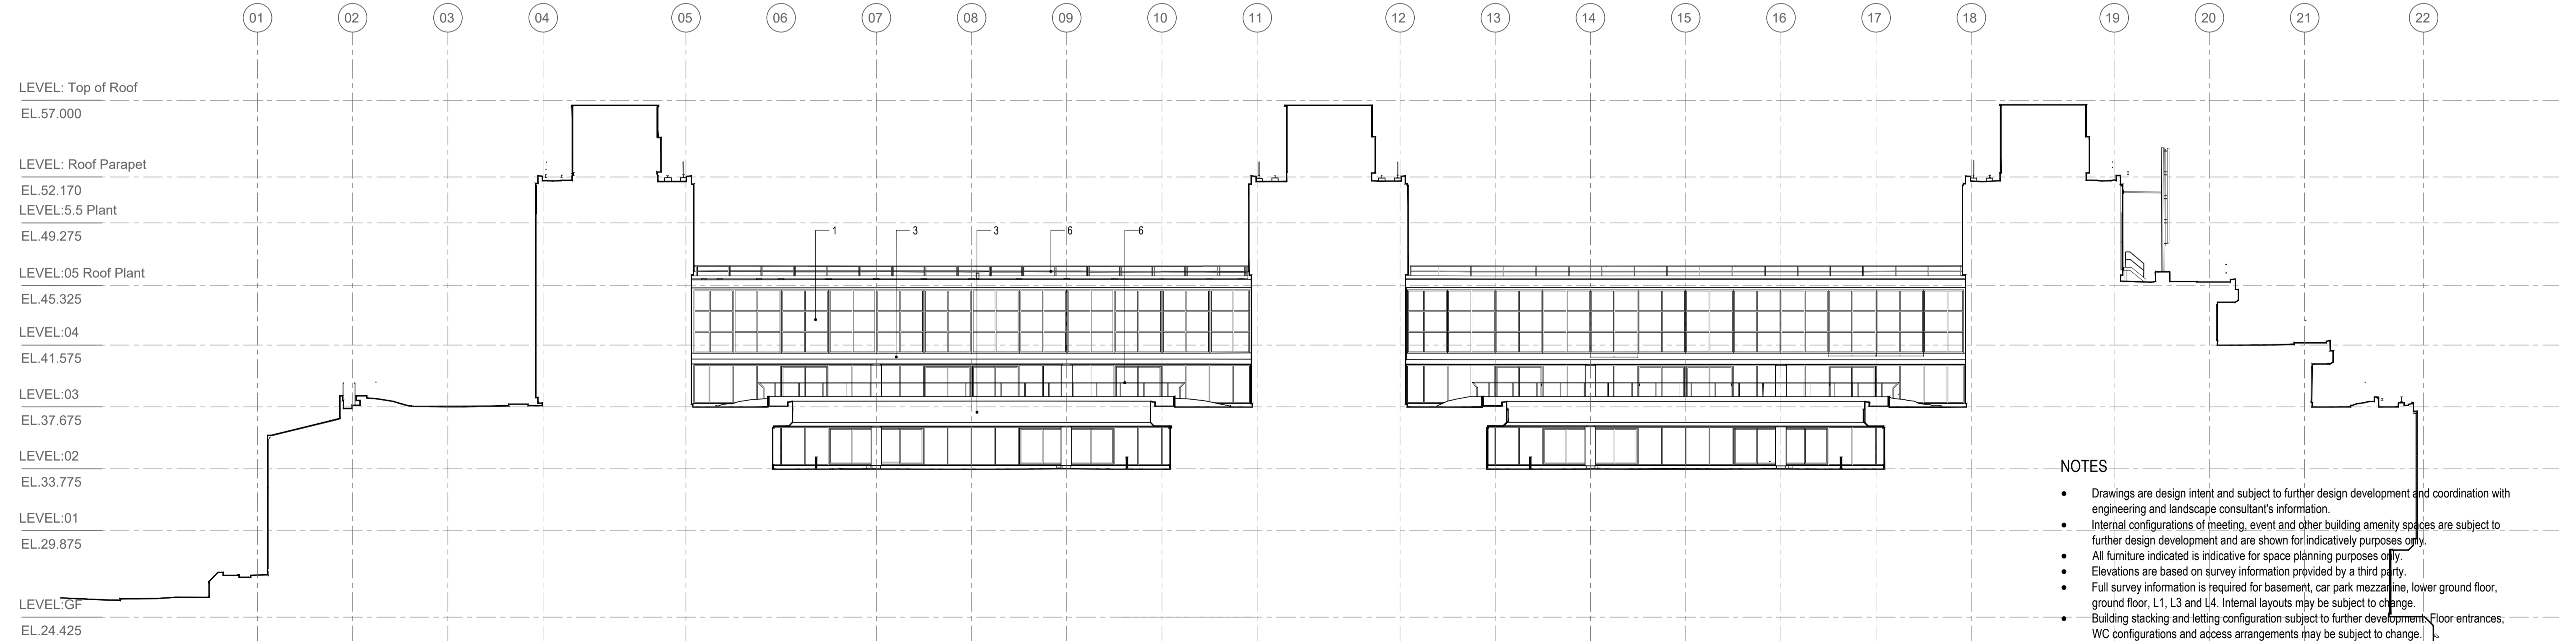 01 02 03 04 05 06 07 08 09 10 11 12 13 14 15 16 17 18 19 20 21 22
LEVEL: Top of Roof
EL.57.000
LEVEL: Roof Parapet
EL.52.170
LEVEL:5.5 Plant
EL.49.275
1 3 3 6 6
LEVEL:05 Roof Plant
EL.45.325
LEVEL:04
EL.41.575
LEVEL:03
EL.37.675
LEVEL:02
EL.33.775
LEVEL:01
EL.29.875
LEVEL:GF
EL.24.425
NOTES
• Drawings are design intent and subject to further design development and coordination with
engineering and landscape consultant's information.
• Internal configurations of meeting, event and other building amenity spaces are subject to
further design development and are shown for indicatively purposes only.
• All furniture indicated is indicative for space planning purposes only.
• Elevations are based on survey information provided by a third party.
• Full survey information is required for basement, car park mezzanine, lower ground floor,
ground floor, L1, L3 and L4. Internal layouts may be subject to change.
• Building stacking and letting configuration subject to further development. Floor entrances,
WC configurations and access arrangements may be subject to change.